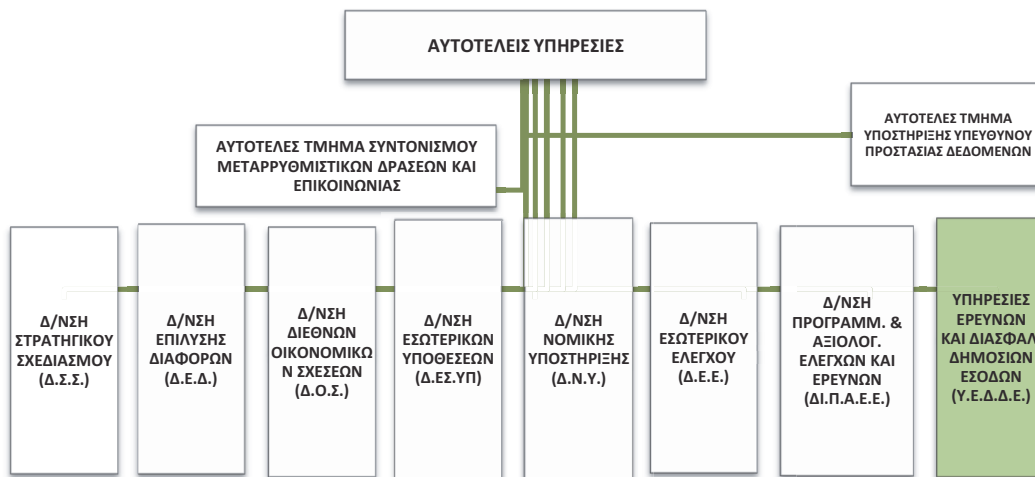 ΑΥΤΟΤΕΛΕΙΣ ΥΠΗΡΕΣΙΕΣ
ΑΥΤΟΤΕΛΕΣ ΤΜΗΜΑ ΣΥΝΤΟΝΙΣΜΟΥ
ΜΕΤΑΡΡΥΘΜΙΣΤΙΚΩΝ ΔΡΑΣΕΩΝ ΚΑΙ
ΕΠΙΚΟΙΝΩΝΙΑΣ
ΑΥΤΟΤΕΛΕΣ ΤΜΗΜΑ
ΥΠΟΣΤΗΡΙΞΗΣ ΥΠΕΥΘΥΝΟΥ
ΠΡΟΣΤΑΣΙΑΣ ΔΕΔΟΜΕΝΩΝ
Δ/ΝΣΗ
ΣΤΡΑΤΗΓΙΚΟΥ
ΣΧΕΔΙΑΣΜΟΥ
(Δ.Σ.Σ.)
Δ/ΝΣΗ
ΕΠΙΛΥΣΗΣ
ΔΙΑΦΟΡΩΝ
(Δ.Ε.Δ.)
Δ/ΝΣΗ
ΔΙΕΘΝΩΝ
ΟΙΚΟΝΟΜΙΚΩ
Ν ΣΧΕΣΕΩΝ
(Δ.Ο.Σ.)
Δ/ΝΣΗ
ΕΣΩΤΕΡΙΚΩΝ
ΥΠΟΘΕΣΕΩΝ
(Δ.ΕΣ.ΥΠ)
Δ/ΝΣΗ
ΝΟΜΙΚΗΣ
ΥΠΟΣΤΗΡΙΞΗΣ
(Δ.Ν.Υ.)
Δ/ΝΣΗ
ΕΣΩΤΕΡΙΚΟΥ
ΕΛΕΓΧΟΥ
(Δ.Ε.Ε.)
Δ/ΝΣΗ
ΠΡΟΓΡΑΜΜ. &
ΑΞΙΟΛΟΓ.
ΕΛΕΓΧΩΝ ΚΑΙ
ΕΡΕΥΝΩΝ
(ΔΙ.Π.Α.Ε.Ε.)
ΥΠΗΡΕΣΙΕΣ
ΕΡΕΥΝΩΝ
ΚΑΙ ΔΙΑΣΦΑΛ
ΔΗΜΟΣΙΩΝ
ΕΣΟΔΩΝ
(Υ.Ε.Δ.Δ.Ε.)